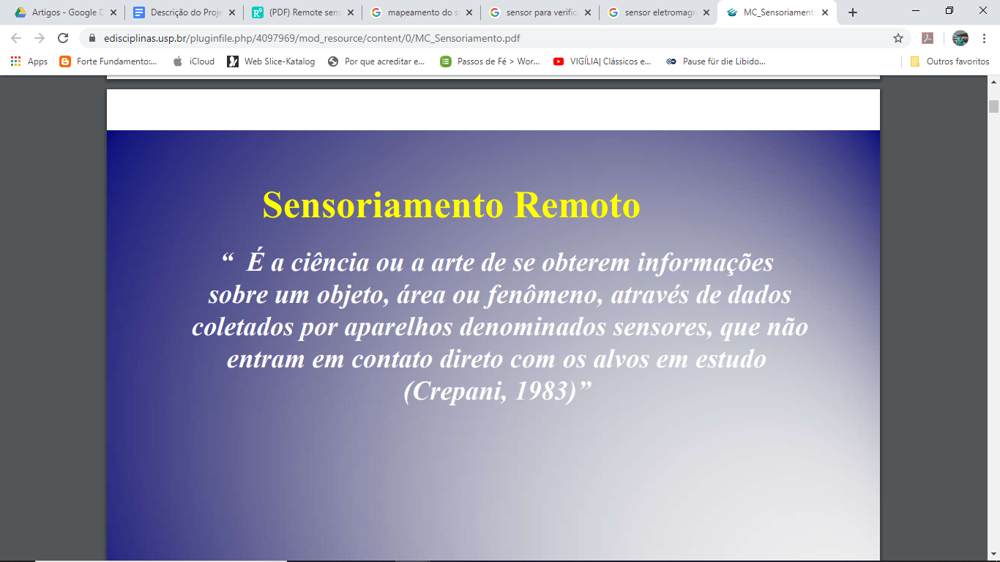 Artigos - Google D
Descrição do Proje
(PDF) Remote sens
mapeamento do s
sensor para verific
sensor eletromagn
MC_Sensoriament
edisciplinas.usp.br/pluginfile.php/4097969/mod_resource/content/0/MC_Sensoriamento.pdf
Apps
Forte Fundamento:...
iCloud
Web Slice-Katalog
Por que acreditar e...
Passos de Fé > Wor...
VIGÍLIA| Clássicos e...
Pause für die Libido...
Outros favoritos
Sensoriamento Remoto
“ É a ciência ou a arte de se obterem informações
sobre um objeto, área ou fenômeno, através de dados
coletados por aparelhos denominados sensores, que não
entram em contato direto com os alvos em estudo
(Crepani, 1983)”